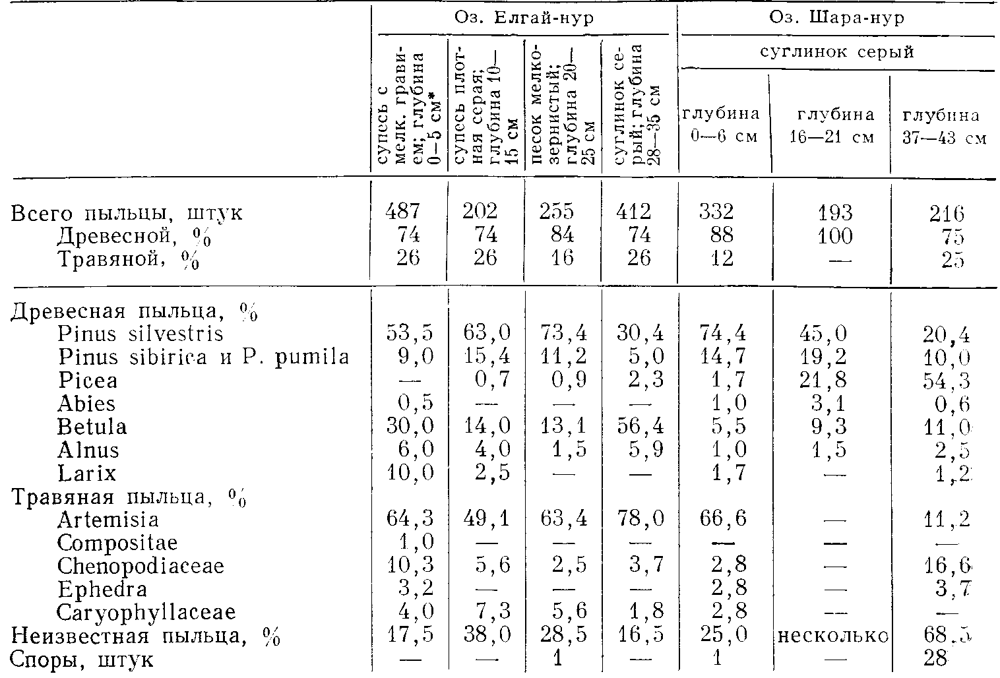 Оз. Елгай-нур | Оз. Шара-нур
суглинок серый
супесь с мелк. гравием; глубина 0—5 см* | супесь плотная серая; глубина 10—15 см | песок мелкозернистый; глубина 20—25 см | суглинок серый; глубина 28—35 см | глубина 0—6 см | глубина 16—21 см | глубина 37—43 см
Всего пыльцы, штук | 487 | 202 | 255 | 412 | 332 | 193 | 216
Древесной, % | 74 | 74 | 84 | 74 | 88 | 100 | 75
Травяной, % | 26 | 26 | 16 | 26 | 12 | — | 25
Древесная пыльца, %
Pinus silvestris | 53,5 | 63,0 | 73,4 | 30,4 | 74,4 | 45,0 | 20,4
Pinus sibirica и P. pumila | 9,0 | 15,4 | 11,2 | 5,0 | 14,7 | 19,2 | 10,0
Picea | — | 0,7 | 0,9 | 2,3 | 1,7 | 21,8 | 54,3
Abies | 0,5 | — | — | — | 1,0 | 3,1 | 0,6
Betula | 30,0 | 14,0 | 13,1 | 56,4 | 5,5 | 9,3 | 11,0
Alnus | 6,0 | 4,0 | 1,5 | 5,9 | 1,0 | 1,5 | 2,5
Larix | 10,0 | 2,5 | — | — | 1,7 | — | 1,2
Травяная пыльца, %
Artemisia | 64,3 | 49,1 | 63,4 | 78,0 | 66,6 | — | 11,2
Compositae | 1,0 | — | — | — | — | — | —
Chenopodiaceae | 10,3 | 5,6 | 2,5 | 3,7 | 2,8 | — | 16,6
Ephedra | 3,2 | — | — | — | 2,8 | — | 3,7
Caryophyllaceae | 4,0 | 7,3 | 5,6 | 1,8 | 2,8 | — | —
Неизвестная пыльца, % | 17,5 | 38,0 | 28,5 | 16,5 | 25,0 | несколько | 68,5
Споры, штук | — | — | 1 | — | 1 | — | 28